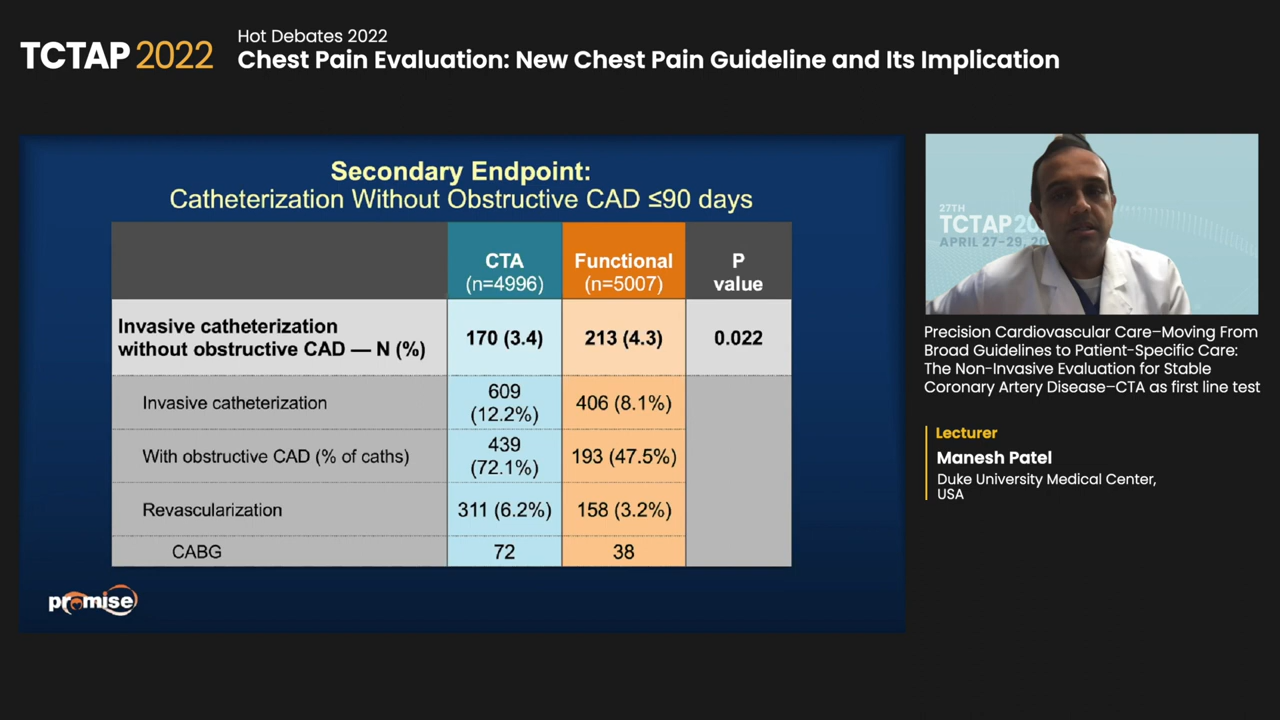 TCTAP 2022
Hot Debates 2022
Chest Pain Evaluation: New Chest Pain Guideline and Its Implication
Secondary Endpoint:
Catheterization Without Obstructive CAD ≤90 days
CTA
(n=4996)
Functional
(n=5007)
P
value
Invasive catheterization
without obstructive CAD — N (%)
170 (3.4)
213 (4.3)
0.022
Invasive catheterization
609
(12.2%)
406 (8.1%)
With obstructive CAD (% of caths)
439
(72.1%)
193 (47.5%)
Revascularization
311 (6.2%)
158 (3.2%)
CABG
72
38
promise
27TH
TCTAP 20
APRIL 27-29, 20
Precision Cardiovascular Care–Moving From
Broad Guidelines to Patient-Specific Care:
The Non-Invasive Evaluation for Stable
Coronary Artery Disease–CTA as first line test
Lecturer
Manesh Patel
Duke University Medical Center,
USA